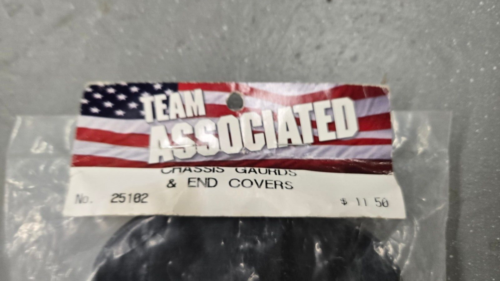 TEAM
ASSOCIATED
CHASSIS GAURDS
& END COVERS
No. 25102
$ 11.50